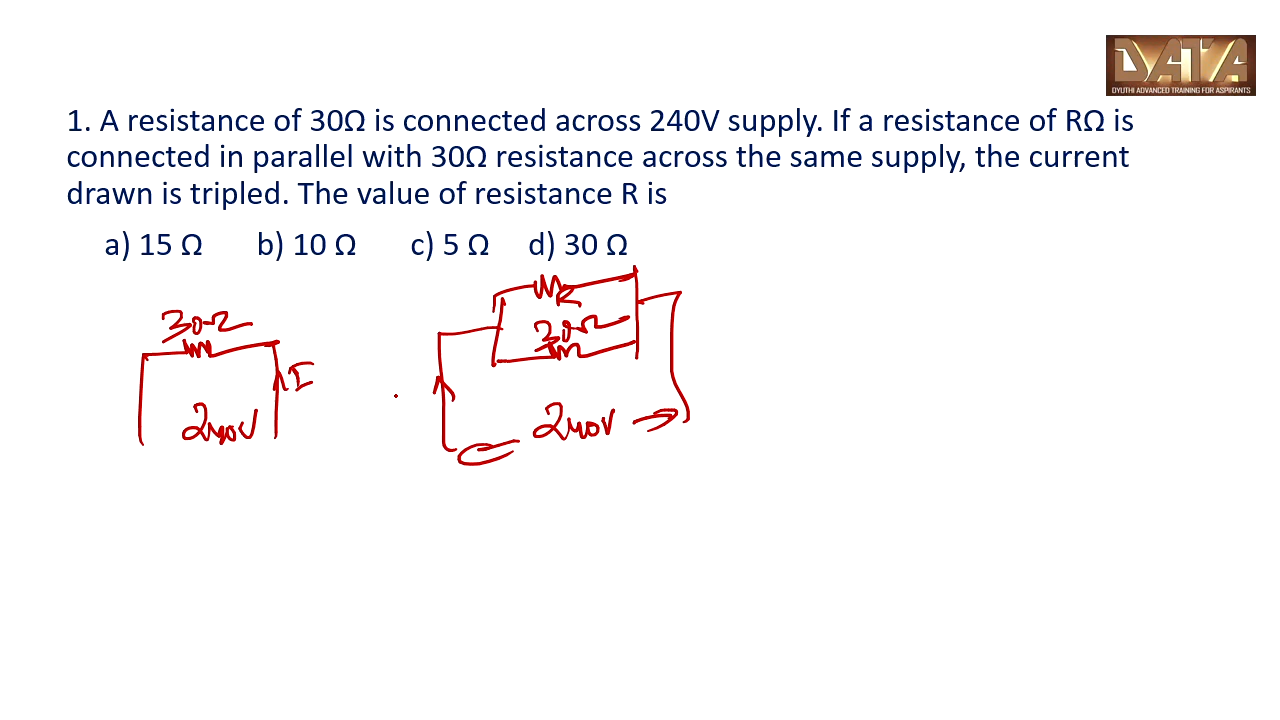 DATA
DYUTHI ADVANCED TRAINING FOR ASPIRANTS
1. A resistance of 30Ω is connected across 240V supply. If a resistance of RΩ is
connected in parallel with 30Ω resistance across the same supply, the current
drawn is tripled. The value of resistance R is
a) 15 Ω b) 10 Ω c) 5 Ω d) 30 Ω
R
30Ω
30Ω
I
240V
240V